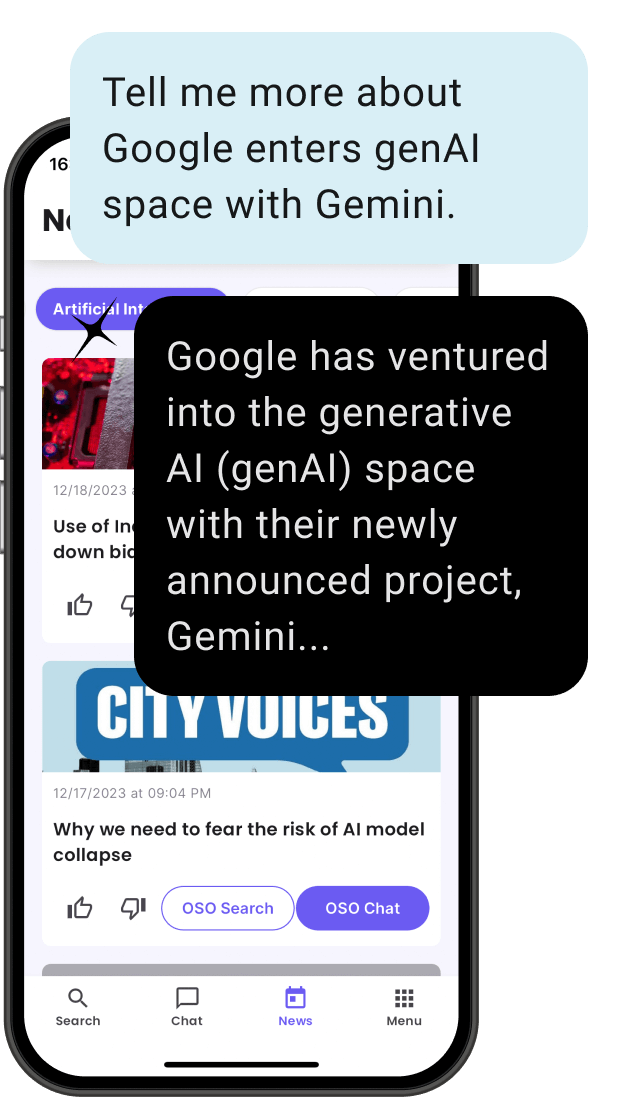 Tell me more about
Google enters genAI
space with Gemini.
16
Artificial Int
Google has ventured
into the generative
AI (genAI) space
with their newly
announced project,
Gemini...
12/18/2023
Use of
down
CITY VOICES
12/17/2023 at 09:04 PM
Why we need to fear the risk of AI model
collapse
OSO Search
OSO Chat
Search
Chat
News
Menu